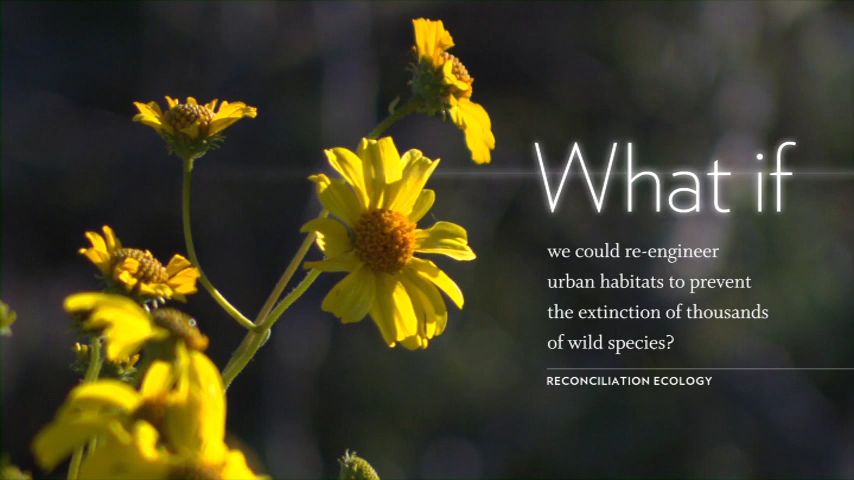 What if
we could re-engineer
urban habitats to prevent
the extinction of thousands
of wild species?
RECONCILIATION ECOLOGY